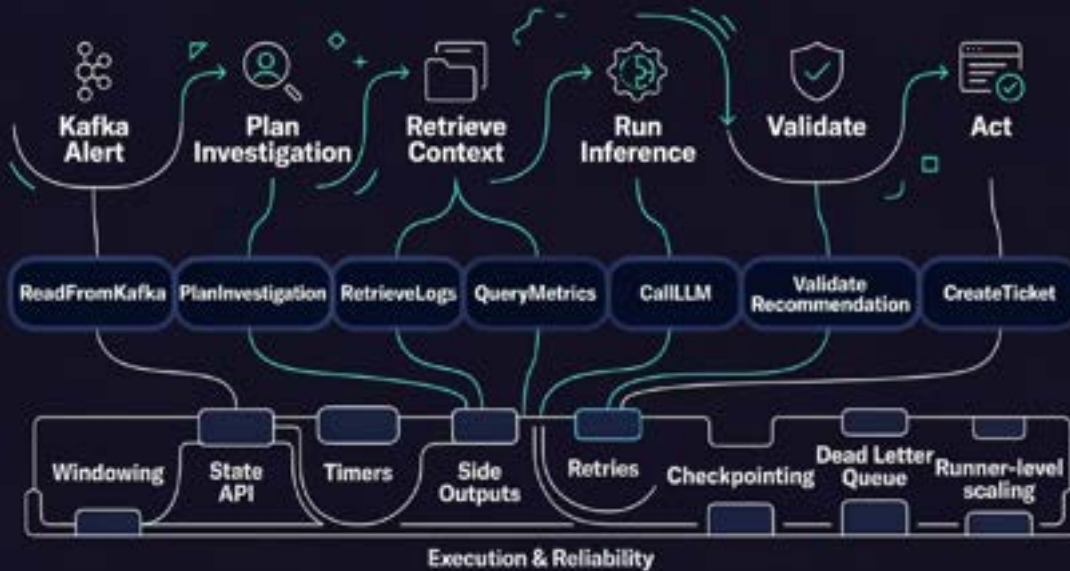 Kafka
Alert
Plan
Investigation
Retrieve
Context
Run
Inference
Validate
Act
ReadFromKafka
PlanInvestigation
RetrieveLogs
QueryMetrics
CallLLM
Validate
Recommendation
CreateTicket
Windowing
State
API
Timers
Side
Outputs
Retries
Checkpointing
Dead Letter
Queue
Runner-level
scaling
Execution & Reliability